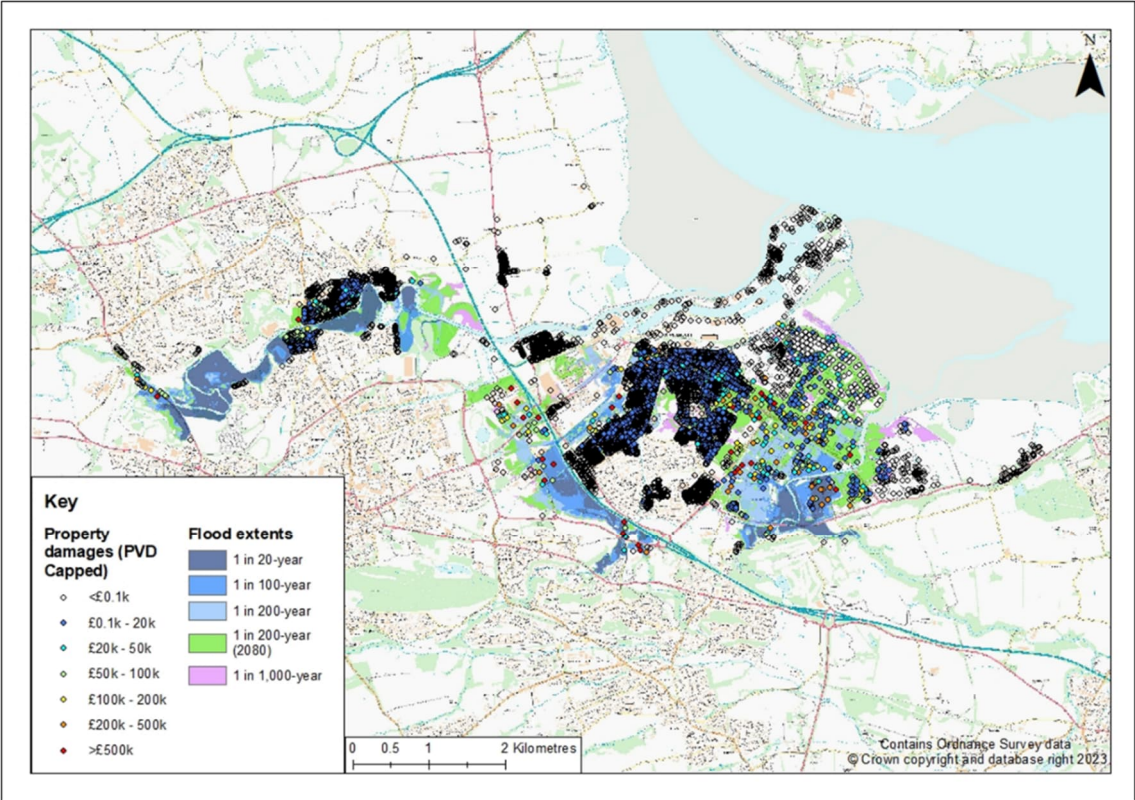 N
Key
Property
damages (PVD
Capped)
<£0.1k
£0.1k - 20k
£20k - 50k
£50k - 100k
£100k - 200k
£200k - 500k
>£500k
Flood extents
1 in 20-year
1 in 100-year
1 in 200-year
1 in 200-year
(2080)
1 in 1,000-year
0 0.5 1 2 Kilometres
Contains Ordnance Survey data
© Crown copyright and database right 2023